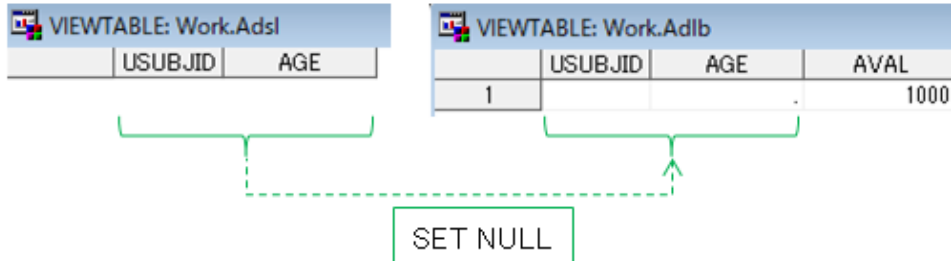 VIEWTABLE: Work.Adsl
USUBJID AGE
VIEWTABLE: Work.Adlb
USUBJID AGE AVAL
1 . 1000
SET NULL